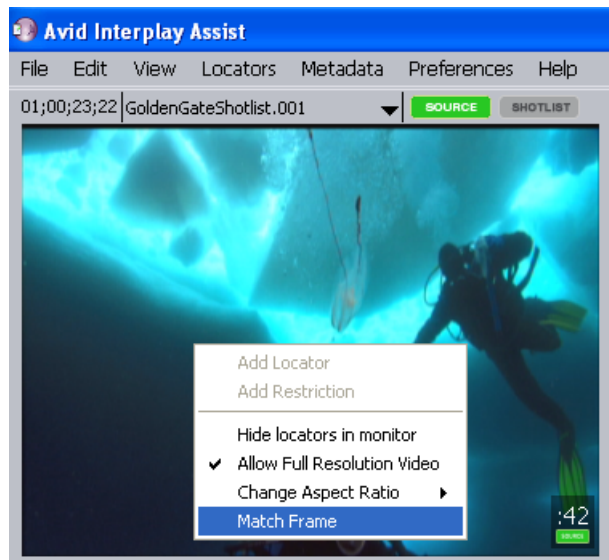 Avid Interplay Assist
File Edit View Locators Metadata Preferences Help
01;00;23;22 GoldenGateShotlist.001 SOURCE SHOTLIST
Add Locator
Add Restriction
Hide locators in monitor
Allow Full Resolution Video
Change Aspect Ratio
Match Frame
:42
SOURCE